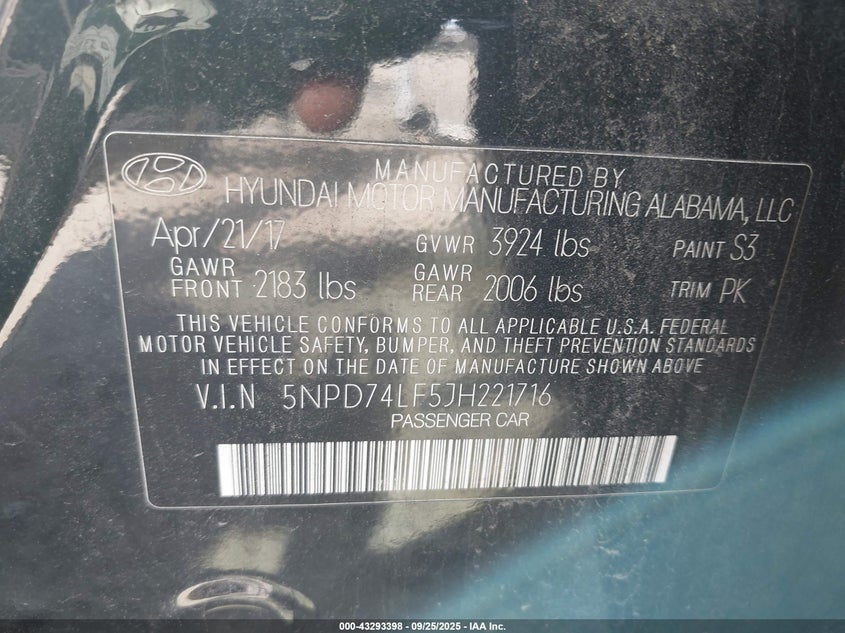 MANUFACTURED BY
HYUNDAI MOTOR MANUFACTURING ALABAMA, LLC
Apr/21/17 GVWR 3924 lbs PAINT S3
GAWR FRONT 2183 lbs GAWR REAR 2006 lbs TRIM PK
THIS VEHICLE CONFORMS TO ALL APPLICABLE U.S.A. FEDERAL
MOTOR VEHICLE SAFETY, BUMPER, AND THEFT PREVENTION STANDARDS
IN EFFECT ON THE DATE OF MANUFACTURE SHOWN ABOVE
V.I.N 5NPD74LF5JH221716
PASSENGER CAR
000-43293398 - 09/25/2025 - IAA Inc.